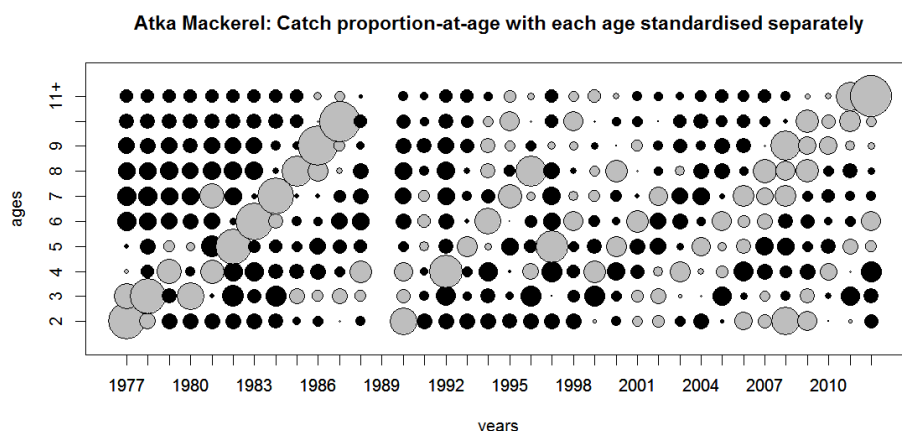 Atka Mackerel: Catch proportion-at-age with each age standardised separately
11+
9
8
7
6
5
4
3
2
ages
1977 1980 1983 1986 1989 1992 1995 1998 2001 2004 2007 2010
years